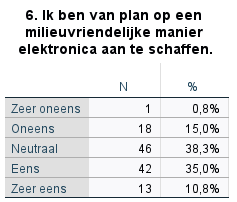 6. Ik ben van plan op een
milieuvriendelijke manier
elektronica aan te schaffen.
N %
Zeer oneens 1 0,8%
Oneens 18 15,0%
Neutraal 46 38,3%
Eens 42 35,0%
Zeer eens 13 10,8%